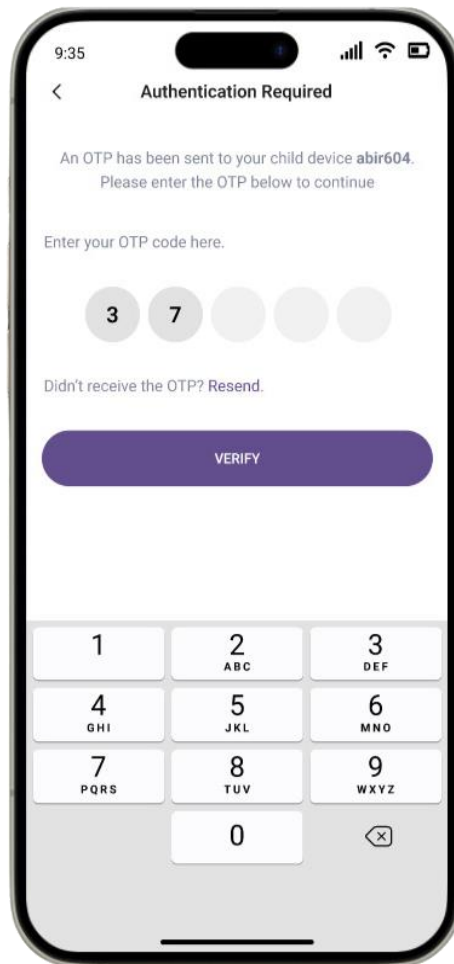 9:35
Authentication Required
An OTP has been sent to your child device abir604.
Please enter the OTP below to continue
Enter your OTP code here.
3 7
Didn't receive the OTP? Resend.
VERIFY
1 2 3
ABC DEF
4 5 6
GHI JKL MNO
7 8 9
PQRS TUV WXYZ
0